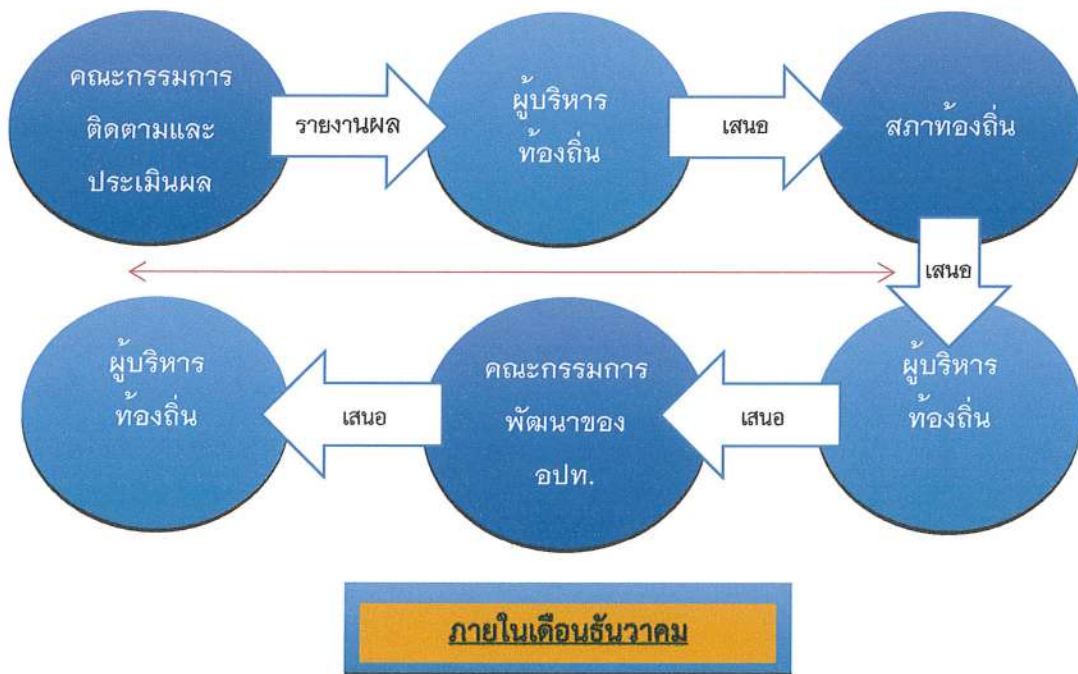 คณะกรรมการ
ติดตามและ
ประเมินผล
รายงานผล
ผู้บริหาร
ท้องถิ่น
เสนอ
สภาท้องถิ่น
เสนอ
ผู้บริหาร
ท้องถิ่น
เสนอ
คณะกรรมการ
พัฒนาของ
อปท.
เสนอ
ผู้บริหาร
ท้องถิ่น
ภายในเดือนธันวาคม